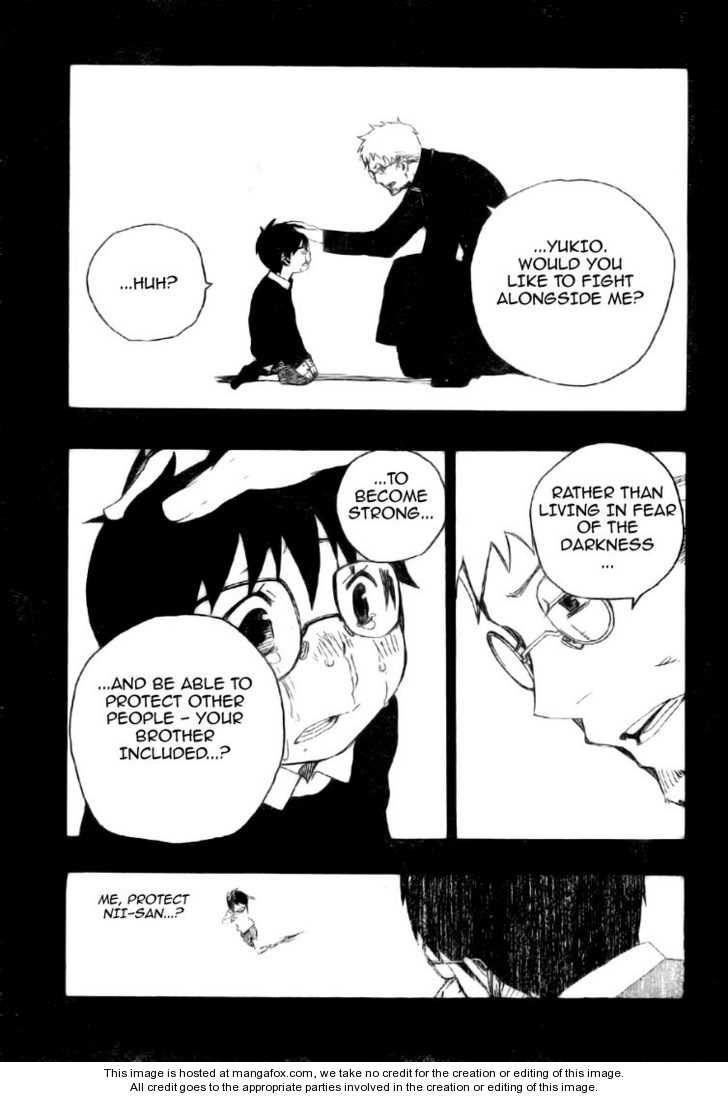 ...YUKIO.
WOULD YOU
LIKE TO FIGHT
ALONGSIDE ME?
...HUH?
RATHER THAN
LIVING IN FEAR
OF THE
DARKNESS
...
...TO
BECOME
STRONG...
...AND BE ABLE TO
PROTECT OTHER
PEOPLE - YOUR
BROTHER
INCLUDED...?
ME, PROTECT
NII-SAN...?
This image is hosted at mangafox.com, we take no credit for the creation or editing of this image.
All credit goes to the appropriate parties involved in the creation or editing of this image.